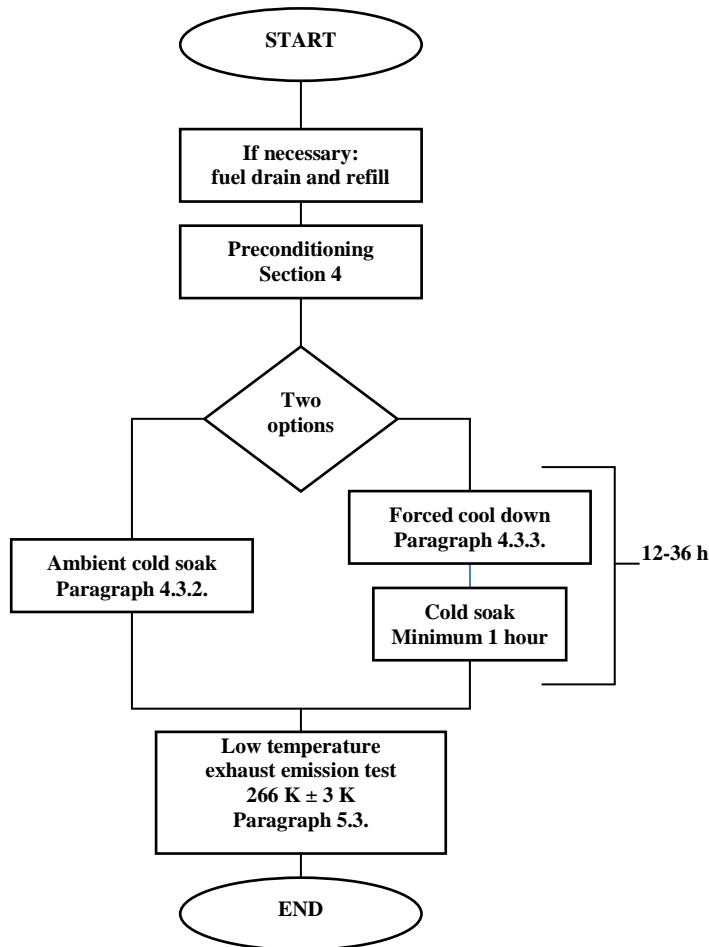 START
If necessary:
fuel drain and refill
Preconditioning
Section 4
Two
options
Ambient cold soak
Paragraph 4.3.2.
Forced cool down
Paragraph 4.3.3.
Cold soak
Minimum 1 hour
12-36 h
Low temperature
exhaust emission test
266 K ± 3 K
Paragraph 5.3.
END